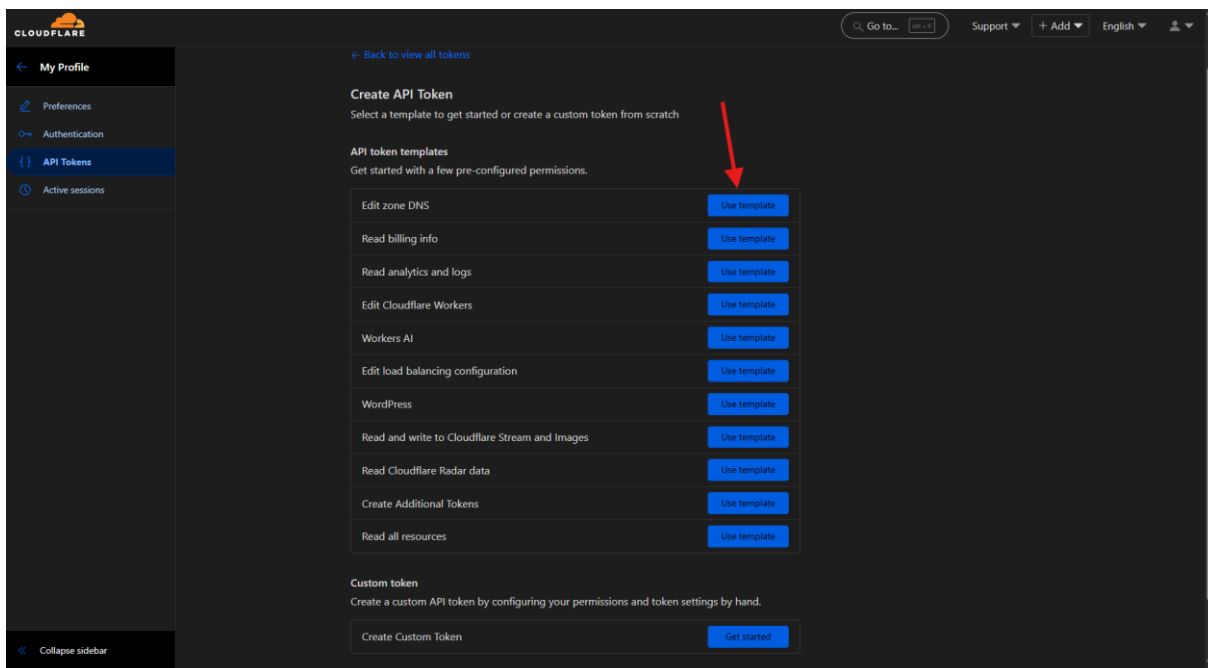 CLOUDFLARE
Go to...
ctrl + K
Support
+ Add
English
← My Profile
Preferences
Authentication
API Tokens
Active sessions
← Back to view all tokens
Create API Token
Select a template to get started or create a custom token from scratch
API token templates
Get started with a few pre-configured permissions.
Edit zone DNS Use template
Read billing info Use template
Read analytics and logs Use template
Edit Cloudflare Workers Use template
Workers AI Use template
Edit load balancing configuration Use template
WordPress Use template
Read and write to Cloudflare Stream and Images Use template
Read Cloudflare Radar data Use template
Create Additional Tokens Use template
Read all resources Use template
Custom token
Create a custom API token by configuring your permissions and token settings by hand.
Create Custom Token Get started
Collapse sidebar